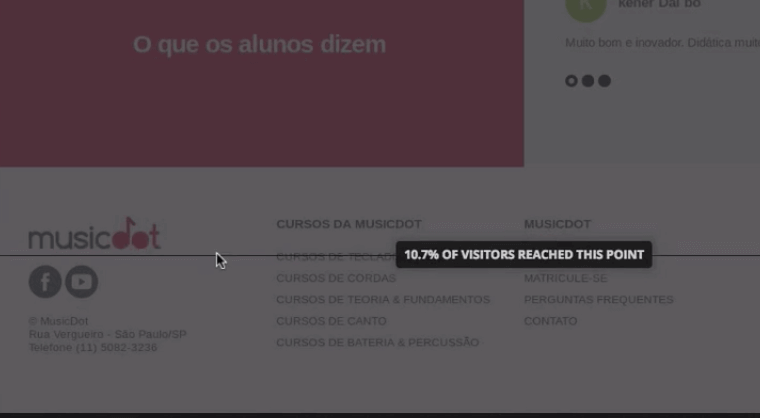 O que os alunos dizem
K
kener Dal bo
Muito bom e inovador. Didática
musicdot
CURSOS DA MUSICDOT
MUSICDOT
CURSOS DE
10.7% OF VISITORS REACHED THIS POINT
CURSOS DE CORDAS
MATRICULE-SE
CURSOS DE TEORIA & FUNDAMENTOS
PERGUNTAS FREQUENTES
© MusicDot
CURSOS DE CANTO
CONTATO
Rua Vergueiro - São Paulo/SP
Telefone (11) 5082-3236
CURSOS DE BATERIA & PERCUSSÃO